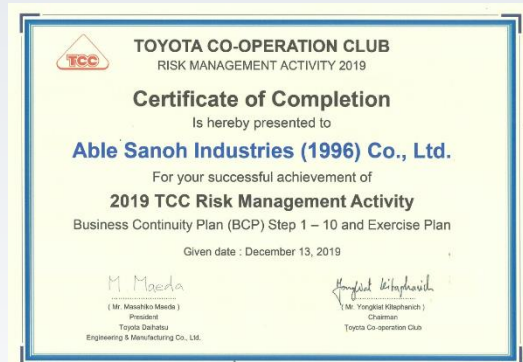 TCC
TOYOTA CO-OPERATION CLUB
RISK MANAGEMENT ACTIVITY 2019
Certificate of Completion
Is hereby presented to
Able Sanoh Industries (1996) Co., Ltd.
For your successful achievement of
2019 TCC Risk Management Activity
Business Continuity Plan (BCP) Step 1 – 10 and Exercise Plan
Given date : December 13, 2019
M Maeda
Yongkiat Kitaphanich
( Mr. Masahiko Maeda )
( Mr. Yongkiat Kitaphanich )
President
Chairman
Toyota Daihatsu
Toyota Co-operation Club
Engineering & Manufacturing Co., Ltd.